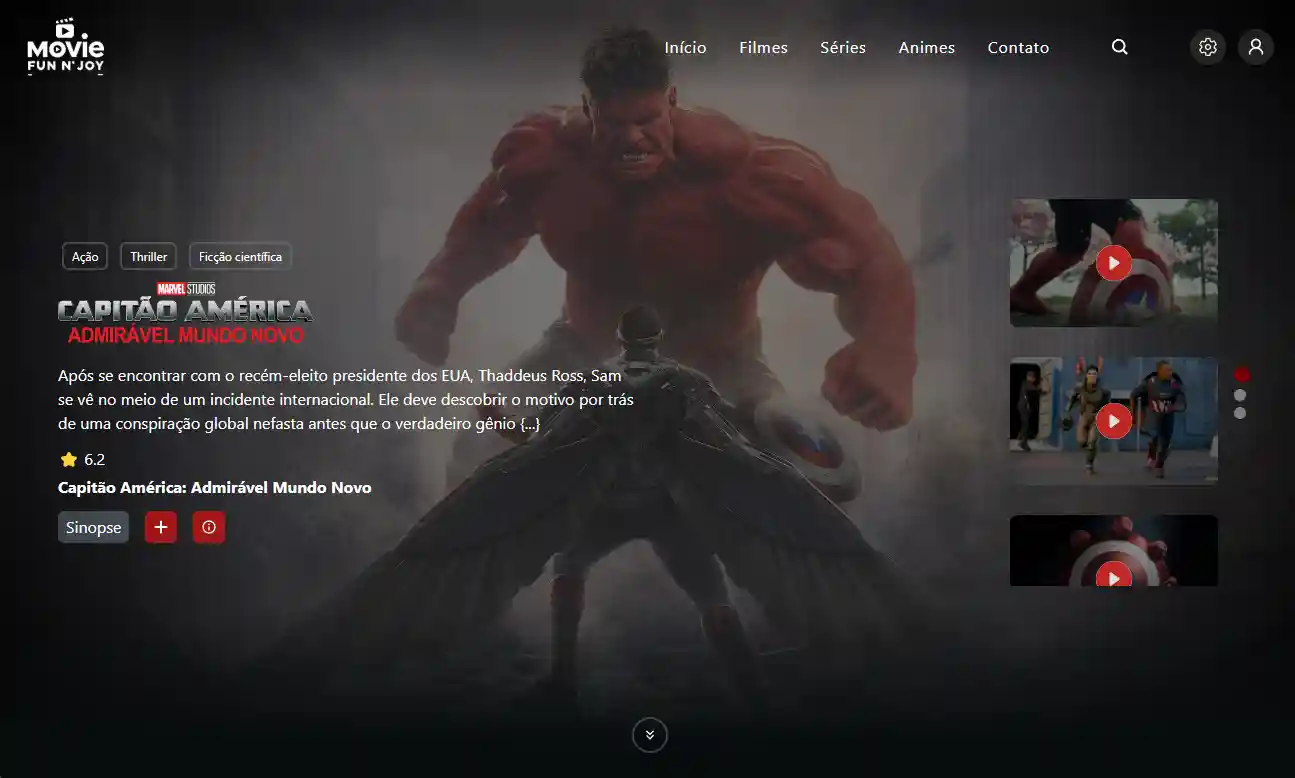 MOVIE
FUN N'JOY
Início
Filmes
Séries
Animes
Contato
Ação
Thriller
Ficção científica
MARVEL STUDIOS
CAPITÃO AMÉRICA
ADMIRÁVEL MUNDO NOVO
Após se encontrar com o recém-eleito presidente dos EUA, Thaddeus Ross, Sam
se vê no meio de um incidente internacional. Ele deve descobrir o motivo por trás
de uma conspiração global nefasta antes que o verdadeiro gênio {...}
6.2
Capitão América: Admirável Mundo Novo
Sinopse